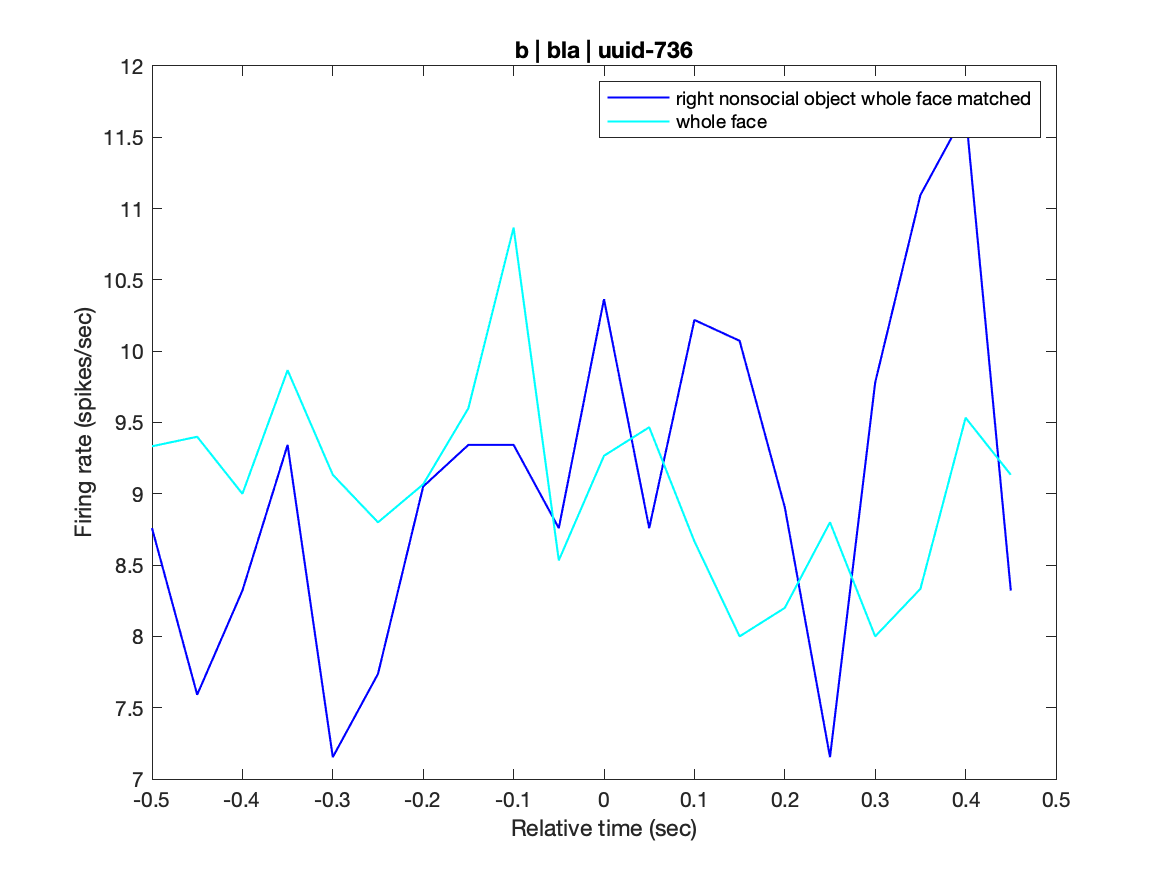 b | bla | uuid-736
right nonsocial object whole face matched
whole face
12
11.5
11
10.5
10
9.5
9
8.5
8
7.5
7
Firing rate (spikes/sec)
-0.5 -0.4 -0.3 -0.2 -0.1 0 0.1 0.2 0.3 0.4 0.5
Relative time (sec)